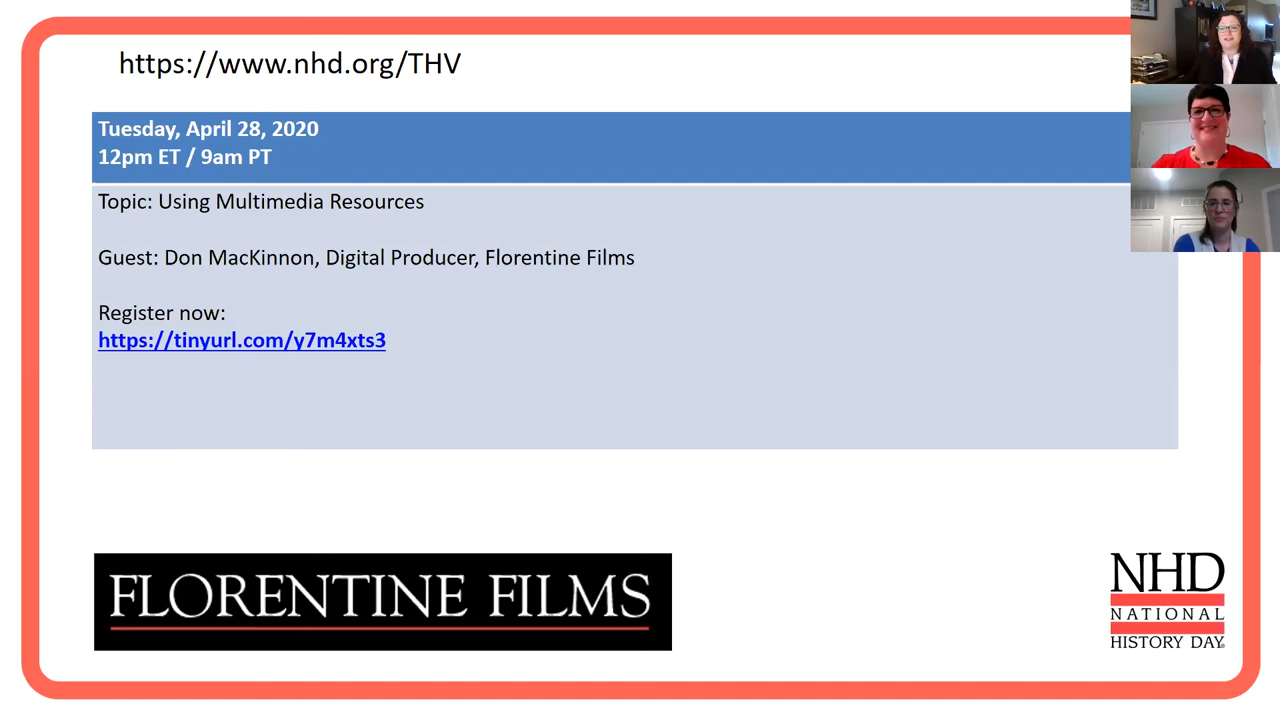 https://www.nhd.org/THV
Tuesday, April 28, 2020
12pm ET / 9am PT
Topic: Using Multimedia Resources
Guest: Don MacKinnon, Digital Producer, Florentine Films
Register now:
https://tinyurl.com/y7m4xts3
FLORENTINE FILMS
NHD
NATIONAL
HISTORY DAY®